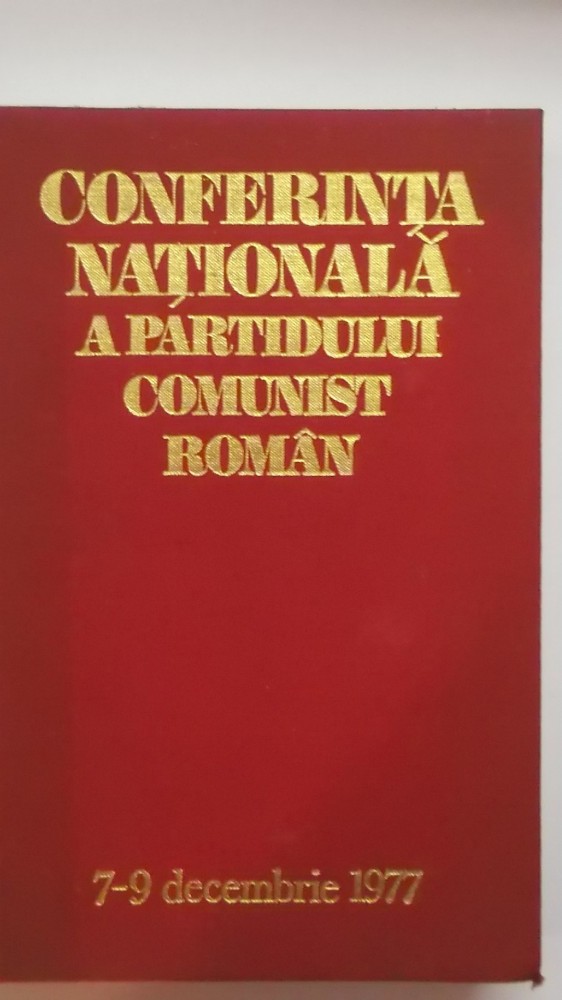 CONFERINȚA
NAȚIONALĂ
A PARTIDULUI
COMUNIST
ROMÂN
7-9 decembrie 1977